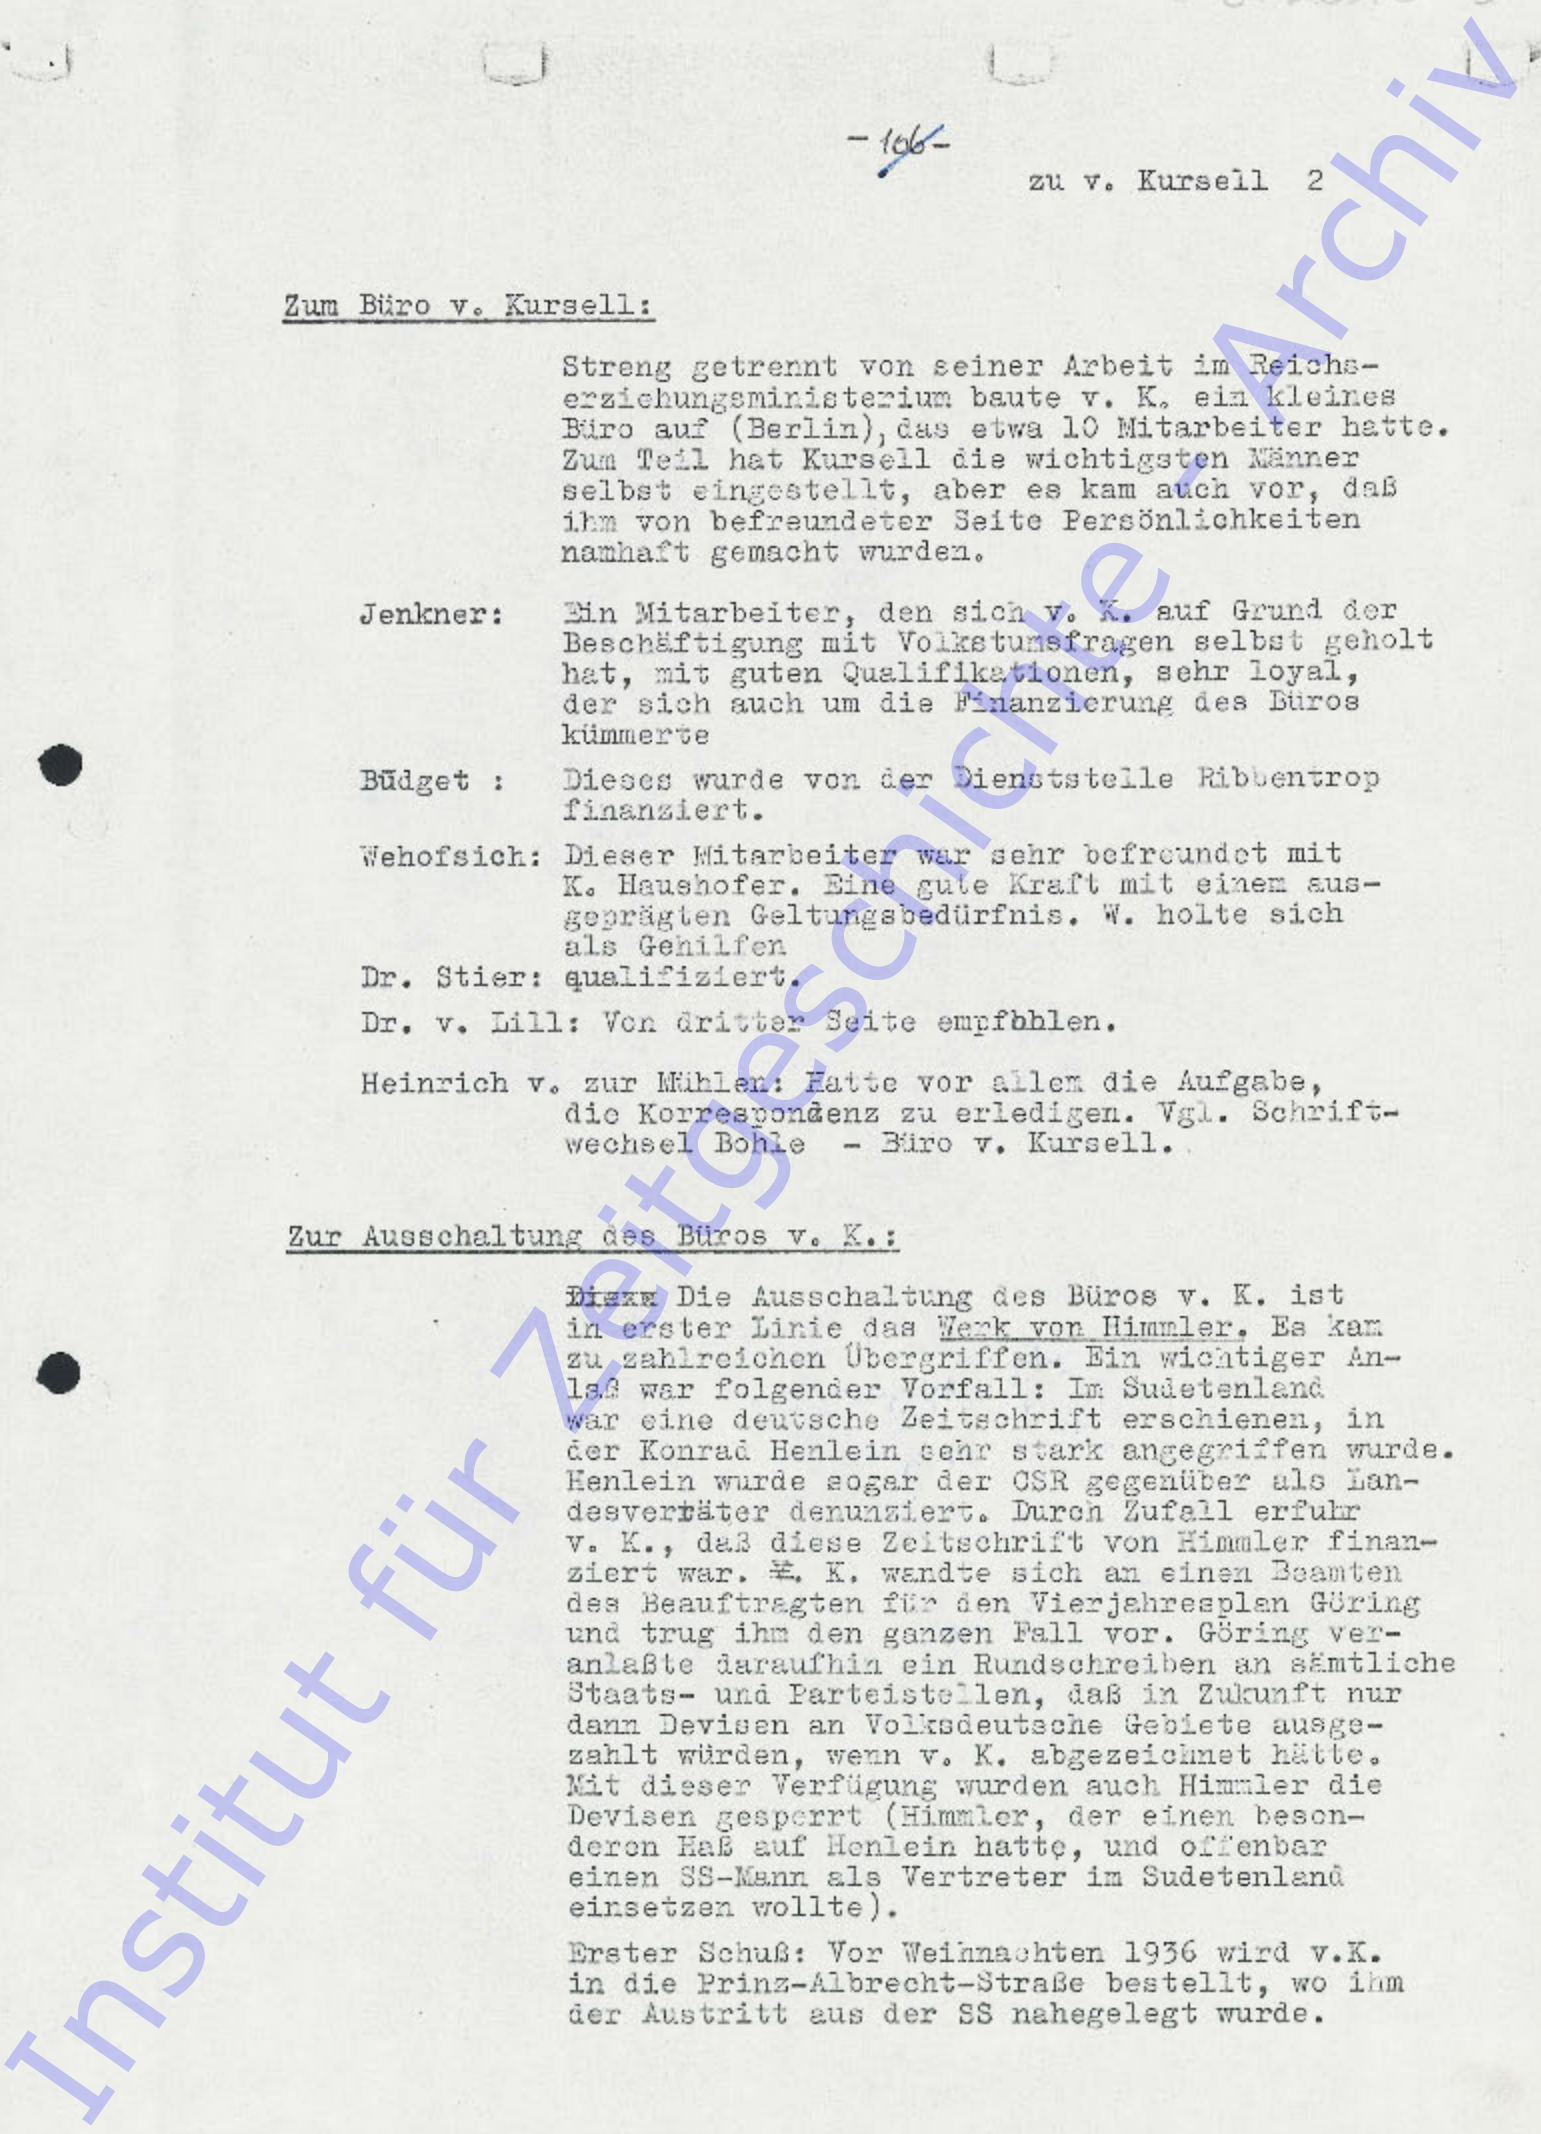 - 106 -
zu v. Kursell 2
Zum Büro v. Kursell:
Streng getrennt von seiner Arbeit im Reichs-
erziehungsministerium baute v. K. ein kleines
Büro auf (Berlin), das etwa 10 Mitarbeiter hatte.
Zum Teil hat Kursell die wichtigsten Männer
selbst eingestellt, aber es kam auch vor, daß
ihm von befreundeter Seite Persönlichkeiten
namhaft gemacht wurden.
Jenkner: Ein Mitarbeiter, den sich v. K. auf Grund der
Beschäftigung mit Volkstumsfragen selbst geholt
hat, mit guten Qualifikationen, sehr loyal,
der sich auch um die Finanzierung des Büros
kümmerte
Büdget : Dieses wurde von der Dienststelle Ribbentrop
finanziert.
Wehofsich: Dieser Mitarbeiter war sehr befreundet mit
K. Haushofer. Eine gute Kraft mit einem aus-
geprägten Geltungsbedürfnis. W. holte sich
als Gehilfen
Dr. Stier: qualifiziert.
Dr. v. Lill: Von dritter Seite empfohlen.
Heinrich v. zur Mühlen: Hatte vor allem die Aufgabe,
die Korrespondenz zu erledigen. Vgl. Schrift-
wechsel Bohle - Büro v. Kursell.
Zur Ausschaltung des Büros v. K.:
Die Ausschaltung des Büros v. K. ist
in erster Linie das Werk von Himmler. Es kam
zu zahlreichen Übergriffen. Ein wichtiger An-
laß war folgender Vorfall: Im Sudetenland
war eine deutsche Zeitschrift erschienen, in
der Konrad Henlein sehr stark angegriffen wurde.
Henlein wurde sogar der CSR gegenüber als Lan-
desverräter denunziert. Durch Zufall erfuhr
v. K., daß diese Zeitschrift von Himmler finan-
ziert war. v. K. wandte sich an einen Beamten
des Beauftragten für den Vierjahresplan Göring
und trug ihm den ganzen Fall vor. Göring ver-
anlaßte daraufhin ein Rundschreiben an sämtliche
Staats- und Parteistellen, daß in Zukunft nur
dann Devisen an Volksdeutsche Gebiete ausge-
zahlt würden, wenn v. K. abgezeichnet hätte.
Mit dieser Verfügung wurden auch Himmler die
Devisen gesperrt (Himmler, der einen beson-
deren Haß auf Henlein hatte, und offenbar
einen SS-Mann als Vertreter im Sudetenland
einsetzen wollte).
Erster Schuß: Vor Weihnachten 1936 wird v.K.
in die Prinz-Albrecht-Straße bestellt, wo ihm
der Austritt aus der SS nahegelegt wurde.
Institut für Zeitgeschichte - Archiv